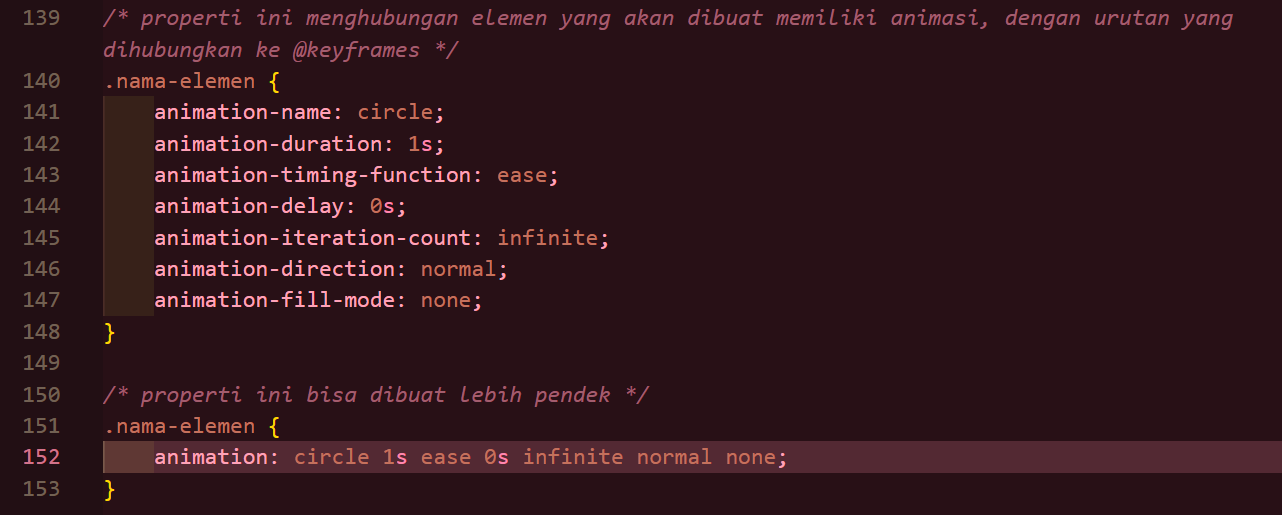 139 /* properti ini menghubungan elemen yang akan dibuat memiliki animasi, dengan urutan yang
dihubungkan ke @keyframes */
140 .nama-elemen {
141 animation-name: circle;
142 animation-duration: 1s;
143 animation-timing-function: ease;
144 animation-delay: 0s;
145 animation-iteration-count: infinite;
146 animation-direction: normal;
147 animation-fill-mode: none;
148 }
149
150 /* properti ini bisa dibuat lebih pendek */
151 .nama-elemen {
152 animation: circle 1s ease 0s infinite normal none;
153 }